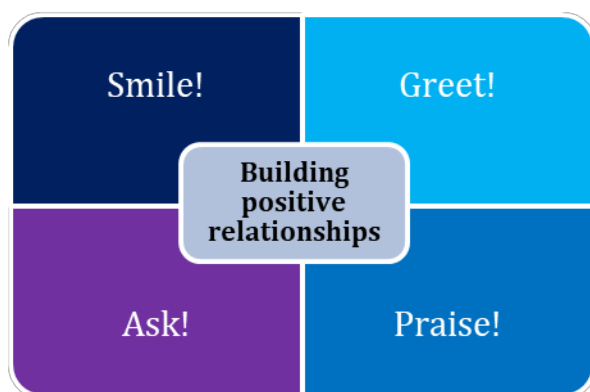 Smile!
Greet!
Building
positive
relationships
Ask!
Praise!